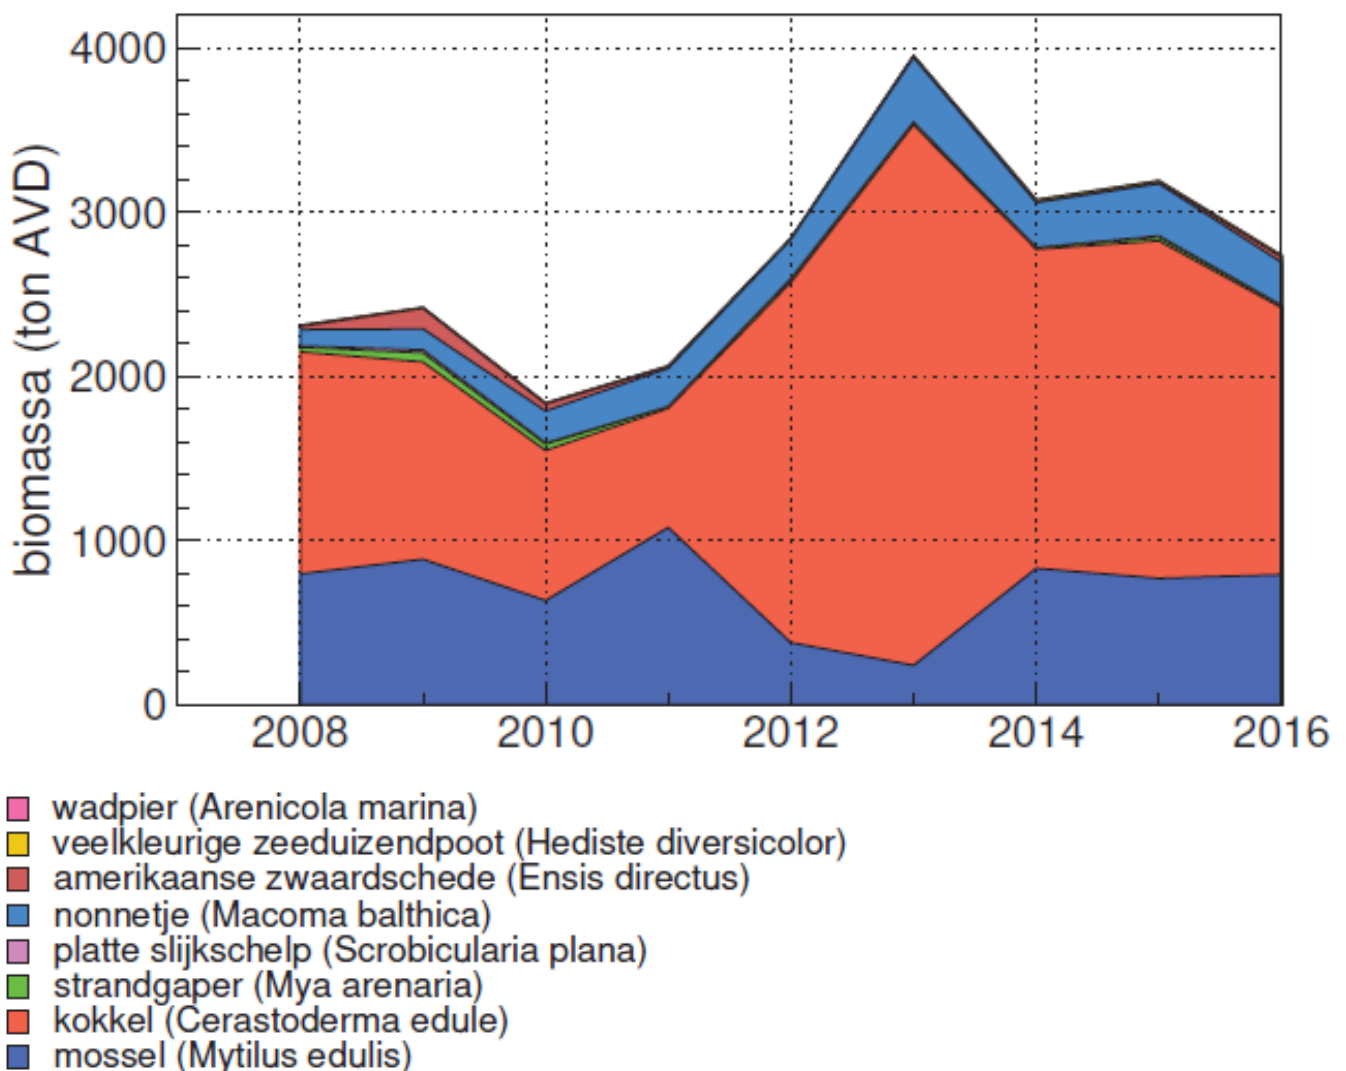 4000
3000
2000
1000
0
biomassa (ton AVD)
2008 2010 2012 2014 2016
wadpier (Arenicola marina)
veelkleurige zeeduizendpoot (Hediste diversicolor)
amerikaanse zwaardschede (Ensis directus)
nonnetje (Macoma balthica)
platte slijkschelp (Scrobicularia plana)
strandgaper (Mya arenaria)
kokkel (Cerastoderma edule)
mossel (Mytilus edulis)